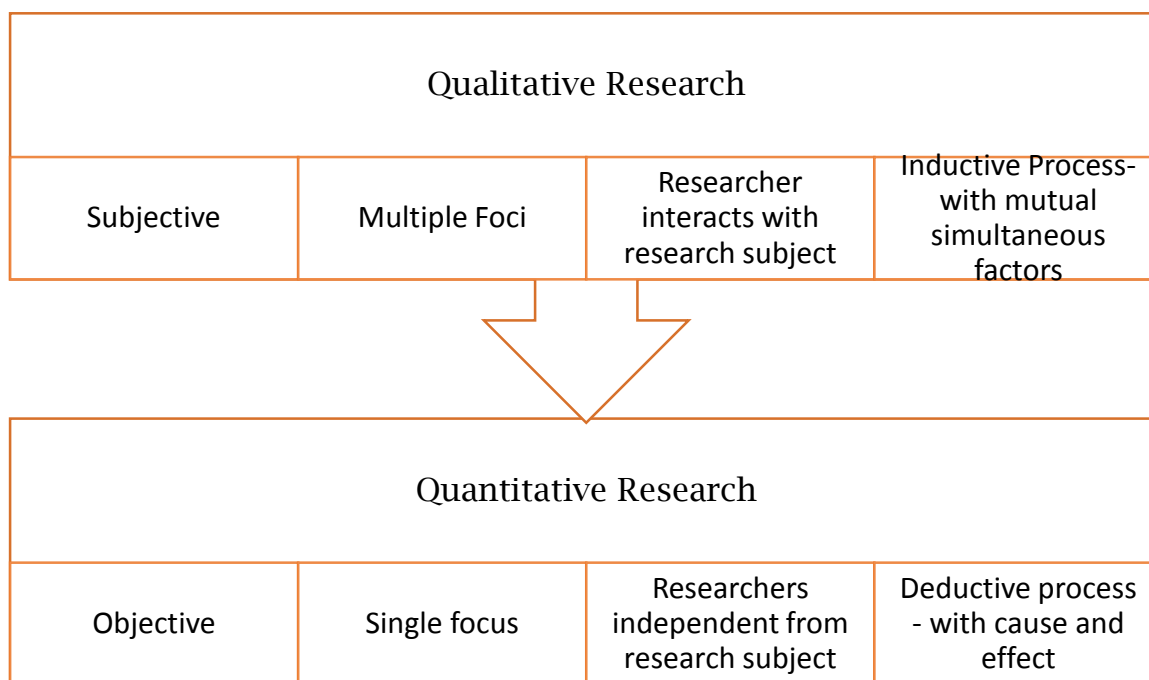 Qualitative Research
Subjective
Multiple Foci
Researcher
interacts with
research subject
Inductive Process-
with mutual
simultaneous
factors
Quantitative Research
Objective
Single focus
Researchers
independent from
research subject
Deductive process
- with cause and
effect